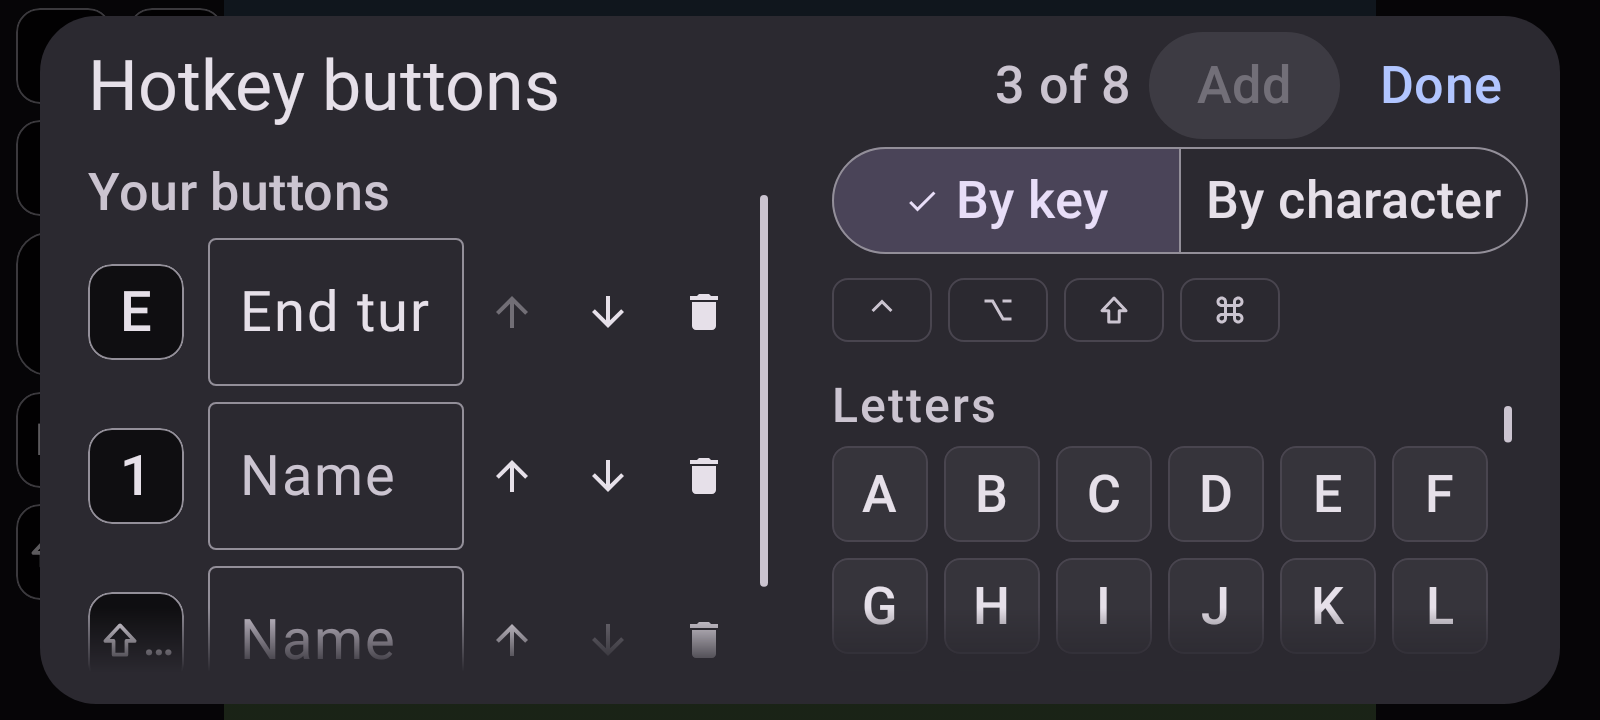 Hotkey buttons
3 of 8
Add
Done
Your buttons
E
End tur
1
Name
⇧…
Name
By key
By character
^
⌥
⇧
⌘
Letters
A B C D E F
G H I J K L